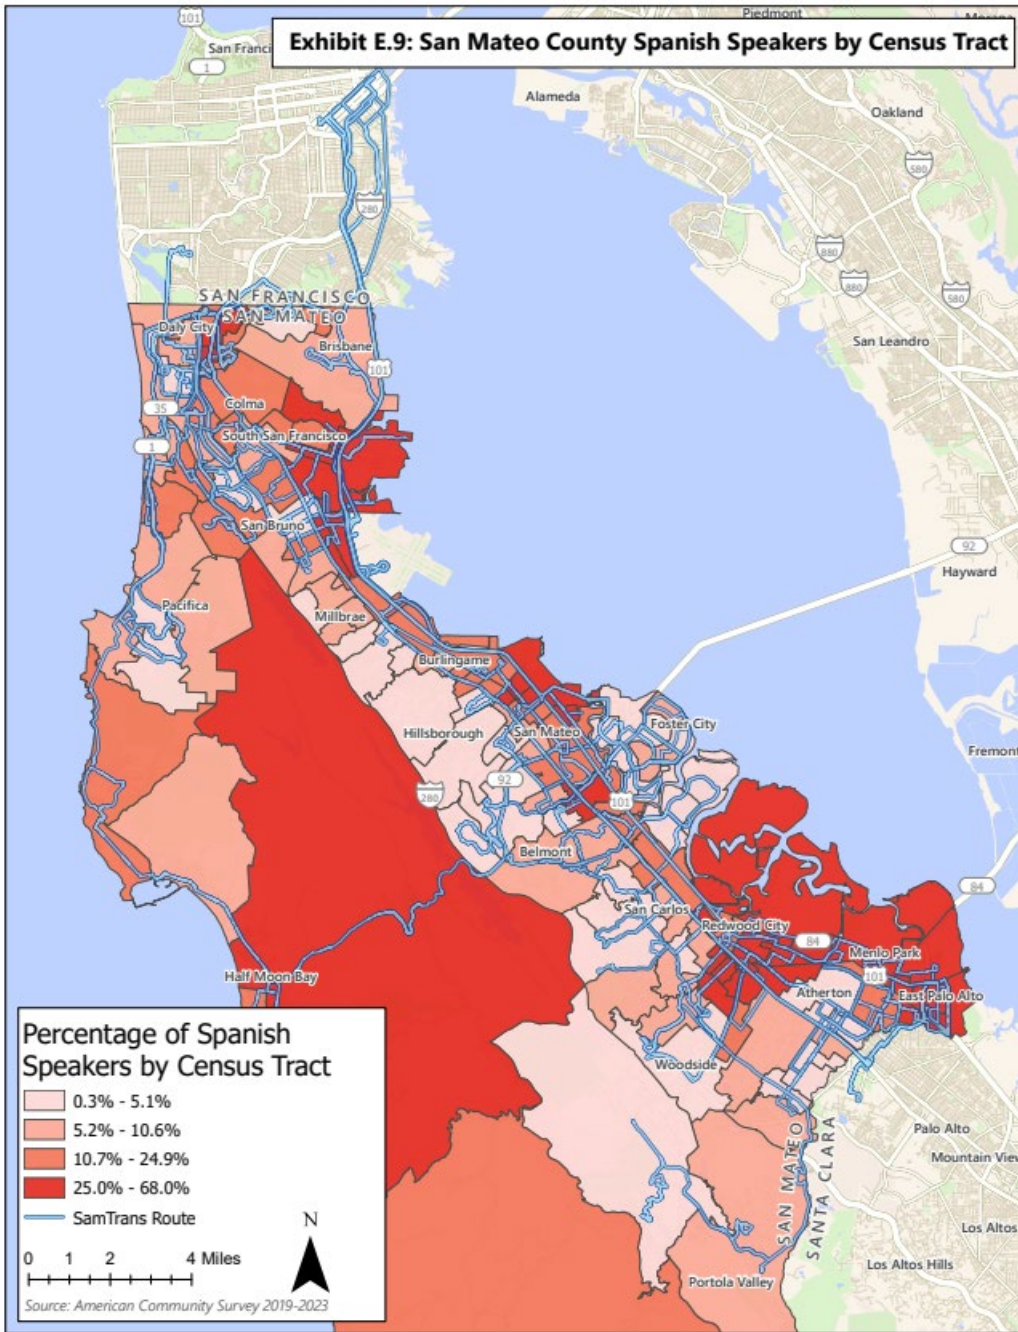 Exhibit E.9: San Mateo County Spanish Speakers by Census Tract
101
Piedmont
San Franci
1
Alameda
Oakland
580
280
880
880
580
SAN FRANCISCO
SAN MATEO
Daly City
Brisbane
San Leandro
101
35
Colma
1
South San Francisco
San Bruno
92
Hayward
Pacifica
Millbrae
Burlingame
Hillsborough
San Mateo
Foster City
Fremont
92
280
101
Belmont
84
San Carlos
Redwood City
84
Menlo Park
101
Half Moon Bay
Atherton
East Palo Alto
Woodside
Palo Alto
Mountain View
SAN MATEO
SANTA CLARA
Los Altos
Los Altos Hills
Portola Valley
Percentage of Spanish
Speakers by Census Tract
0.3% - 5.1%
5.2% - 10.6%
10.7% - 24.9%
25.0% - 68.0%
SamTrans Route
N
0 1 2 4 Miles
Source: American Community Survey 2019-2023